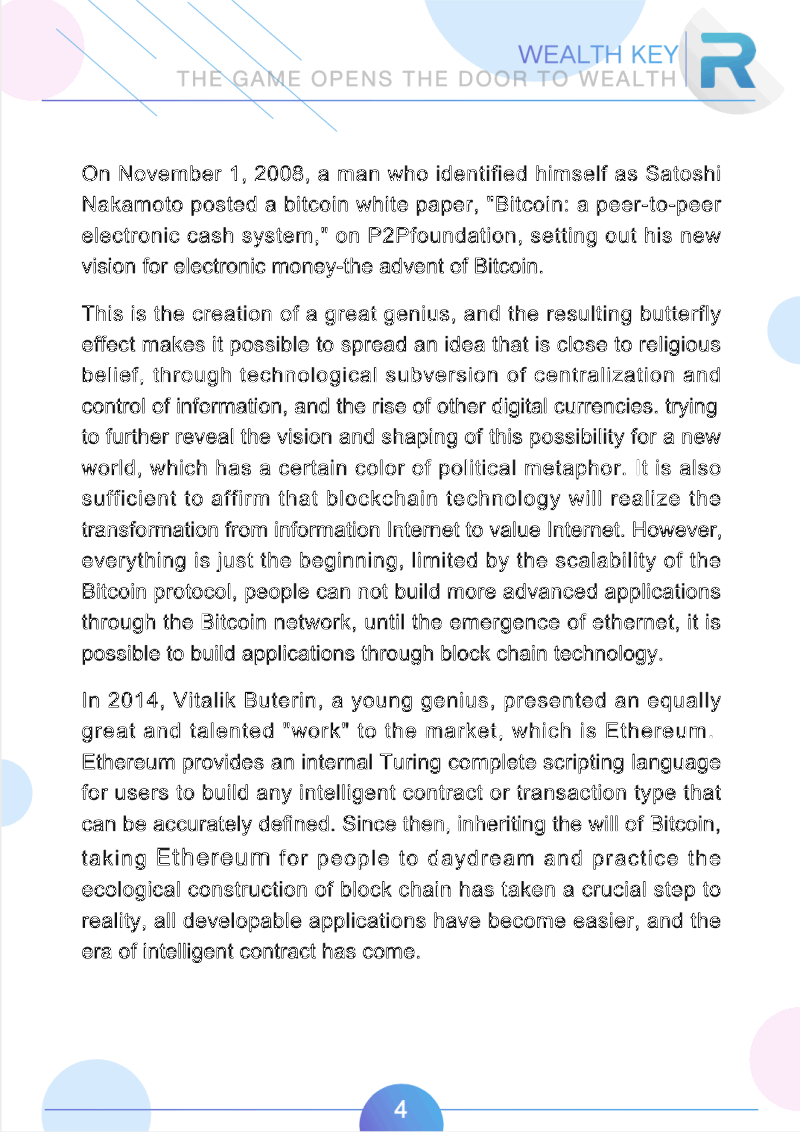 WEALTH KEY
THE GAME OPENS THE DOOR TO WEALTH
R
On November 1, 2008, a man who identified himself as Satoshi
Nakamoto posted a bitcoin white paper, "Bitcoin: a peer-to-peer
electronic cash system," on P2Pfoundation, setting out his new
vision for electronic money-the advent of Bitcoin.
This is the creation of a great genius, and the resulting butterfly
effect makes it possible to spread an idea that is close to religious
belief, through technological subversion of centralization and
control of information, and the rise of other digital currencies. trying
to further reveal the vision and shaping of this possibility for a new
world, which has a certain color of political metaphor. It is also
sufficient to affirm that blockchain technology will realize the
transformation from information Internet to value Internet. However,
everything is just the beginning, limited by the scalability of the
Bitcoin protocol, people can not build more advanced applications
through the Bitcoin network, until the emergence of ethernet, it is
possible to build applications through block chain technology.
In 2014, Vitalik Buterin, a young genius, presented an equally
great and talented "work" to the market, which is Ethereum.
Ethereum provides an internal Turing complete scripting language
for users to build any intelligent contract or transaction type that
can be accurately defined. Since then, inheriting the will of Bitcoin,
taking Ethereum for people to daydream and practice the
ecological construction of block chain has taken a crucial step to
reality, all developable applications have become easier, and the
era of intelligent contract has come.
4